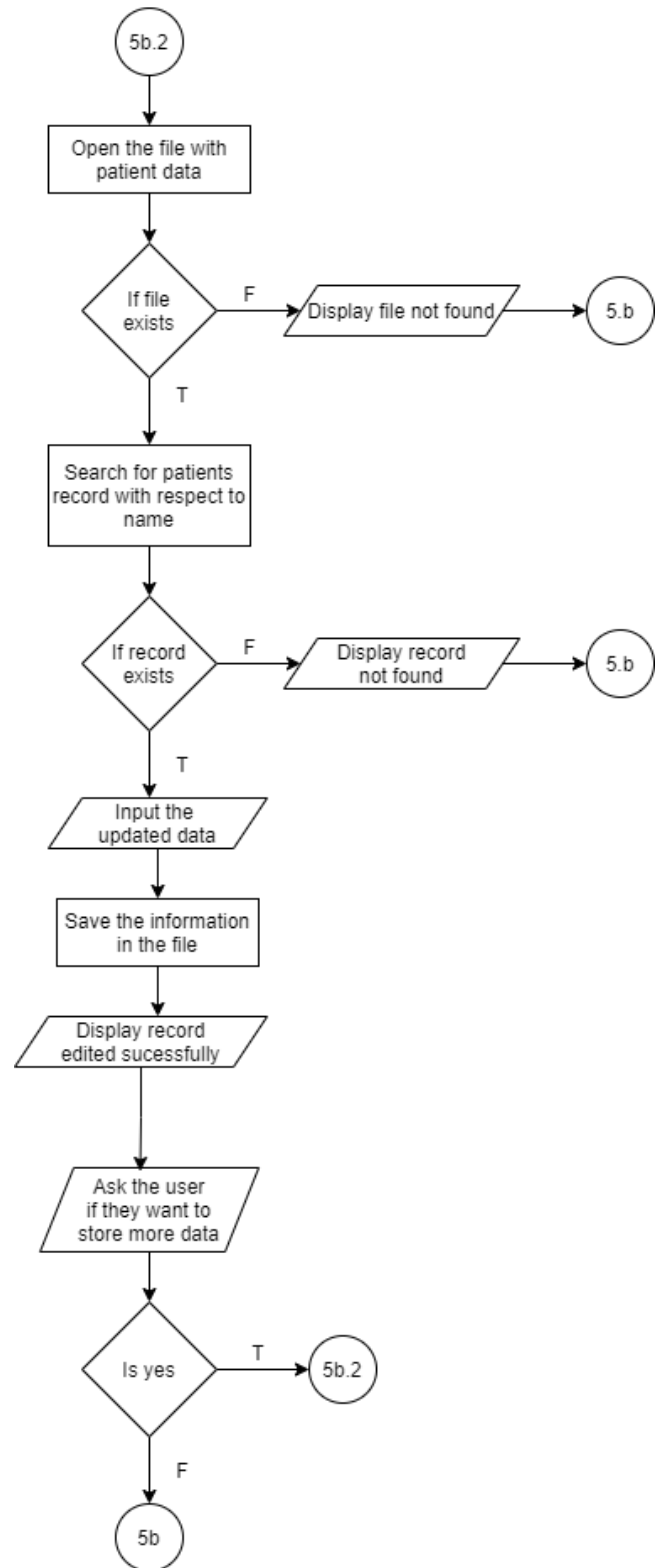 5b.2
Open the file with
patient data
If file
exists
F
Display file not found
5.b
T
Search for patients
record with respect to
name
If record
exists
F
Display record
not found
5.b
T
Input the
updated data
Save the information
in the file
Display record
edited sucessfully
Ask the user
if they want to
store more data
Is yes
T
5b.2
F
5b